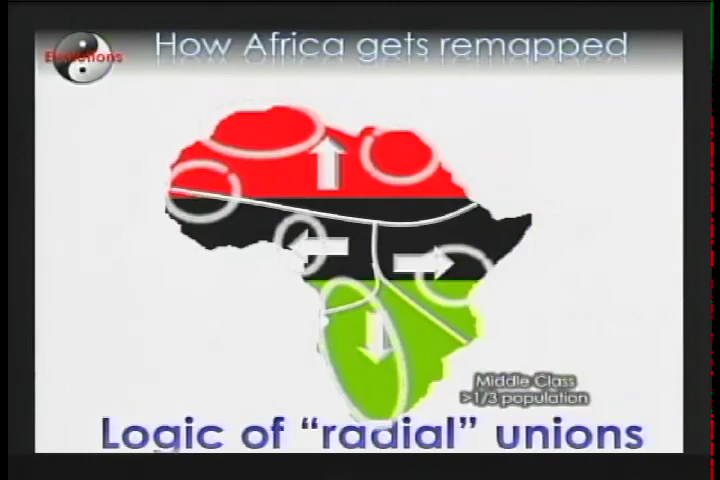 How Africa gets remapped
Middle Class
>1/3 population
Logic of “radial” unions